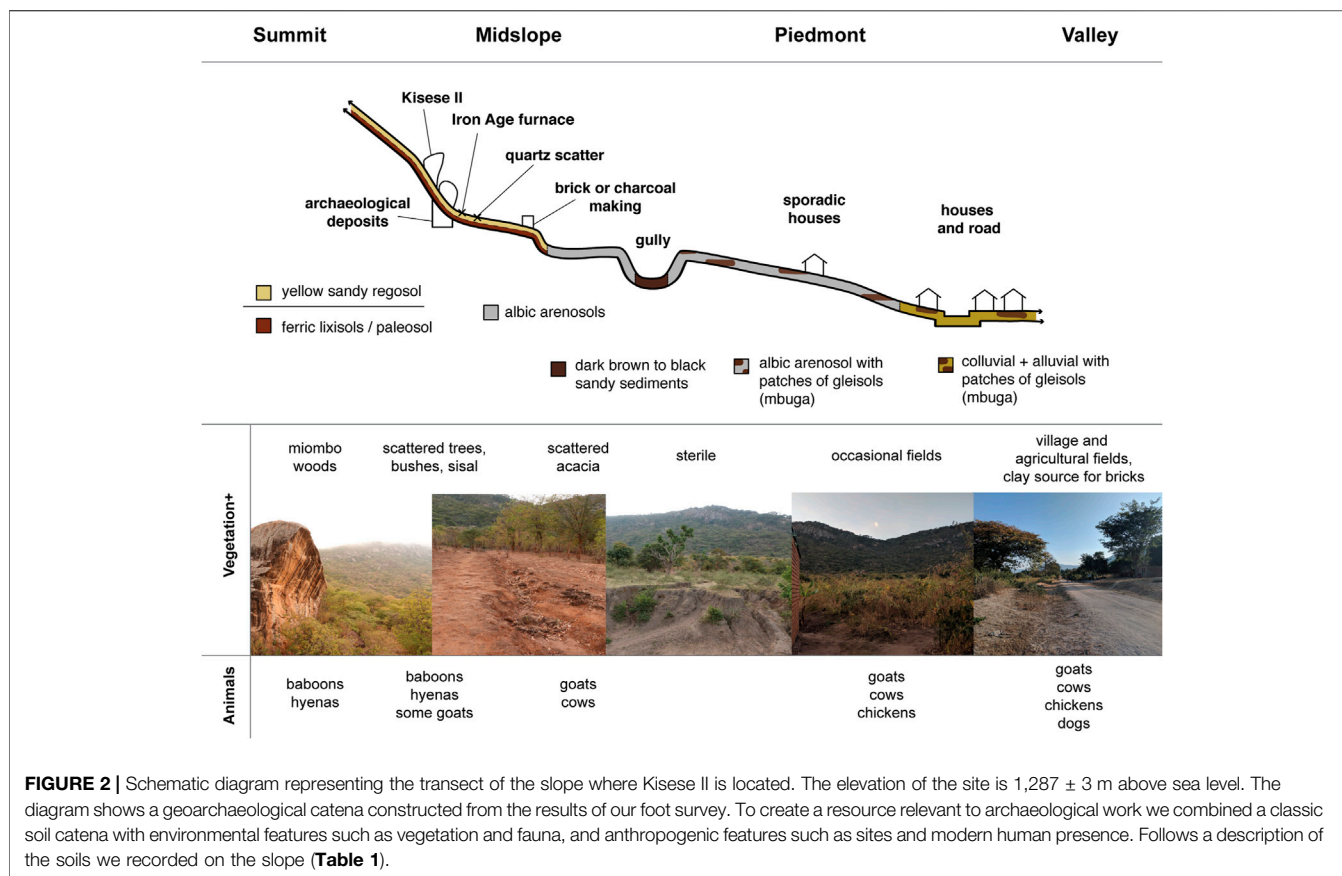 Summit Midslope Piedmont Valley
Kisese II
Iron Age furnace
quartz scatter
brick or charcoal
making
archaeological
deposits
gully
sporadic
houses
houses
and road
yellow sandy regosol
ferric lixisols / paleosol
albic arenosols
dark brown to black
sandy sediments
albic arenosol with
patches of gleisols
(mbuga)
colluvial + alluvial with
patches of gleisols
(mbuga)
Vegetation+
miombo
woods
scattered trees,
bushes, sisal
scattered
acacia
sterile
occasional fields
village and
agricultural fields,
clay source for bricks
Animals
baboons
hyenas
baboons
hyenas
some goats
goats
cows
goats
cows
chickens
goats
cows
chickens
dogs
FIGURE 2 | Schematic diagram representing the transect of the slope where Kisese II is located. The elevation of the site is 1,287 ± 3 m above sea level. The
diagram shows a geoarchaeological catena constructed from the results of our foot survey. To create a resource relevant to archaeological work we combined a classic
soil catena with environmental features such as vegetation and fauna, and anthropogenic features such as sites and modern human presence. Follows a description of
the soils we recorded on the slope (Table 1).